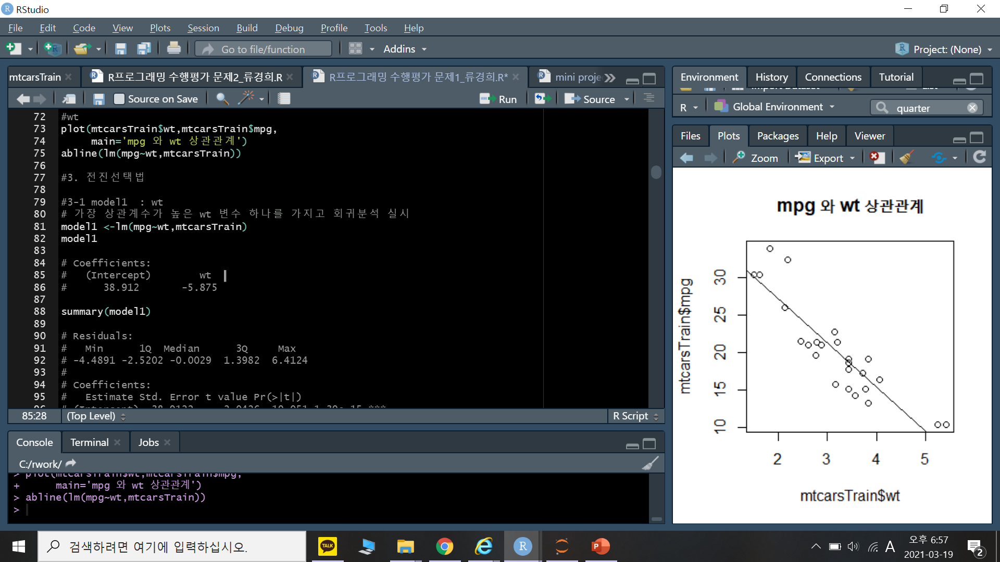 RStudio
File Edit Code View Plots Session Build Debug Profile Tools Help
Go to file/function Addins Project: (None)
mtcarsTrain R프로그래밍 수행평가 문제2_류경희.R R프로그래밍 수행평가 문제1_류경희.R* mini proje
Source on Save Run Source
72 #wt
73 plot(mtcarsTrain$wt,mtcarsTrain$mpg,
74 main='mpg 와 wt 상관관계')
75 abline(lm(mpg~wt,mtcarsTrain))
76
77 #3. 전진선택법
78
79 #3-1 model1 : wt
80 # 가장 상관계수가 높은 wt 변수 하나를 가지고 회귀분석 실시
81 model1 <-lm(mpg~wt,mtcarsTrain)
82 model1
83
84 # Coefficients:
85 # (Intercept) wt
86 # 38.912 -5.875
87
88 summary(model1)
89
90 # Residuals:
91 # Min 1Q Median 3Q Max
92 # -4.4891 -2.5202 -0.0029 1.3982 6.4124
93 #
94 # Coefficients:
95 # Estimate Std. Error t value Pr(>|t|)
85:28 (Top Level) R Script
Console Terminal Jobs
C:/rwork/
> plot(mtcarsTrain$wt,mtcarsTrain$mpg,
+ main='mpg 와 wt 상관관계')
> abline(lm(mpg~wt,mtcarsTrain))
>
Environment History Connections Tutorial
Import Dataset List
R Global Environment quarter
Files Plots Packages Help Viewer
Zoom Export
mpg 와 wt 상관관계
mtcarsTrain$mpg
30
25
20
15
10
2 3 4 5
mtcarsTrain$wt
검색하려면 여기에 입력하십시오.
TALK
R
P
A
오후 6:57
2021-03-19
2